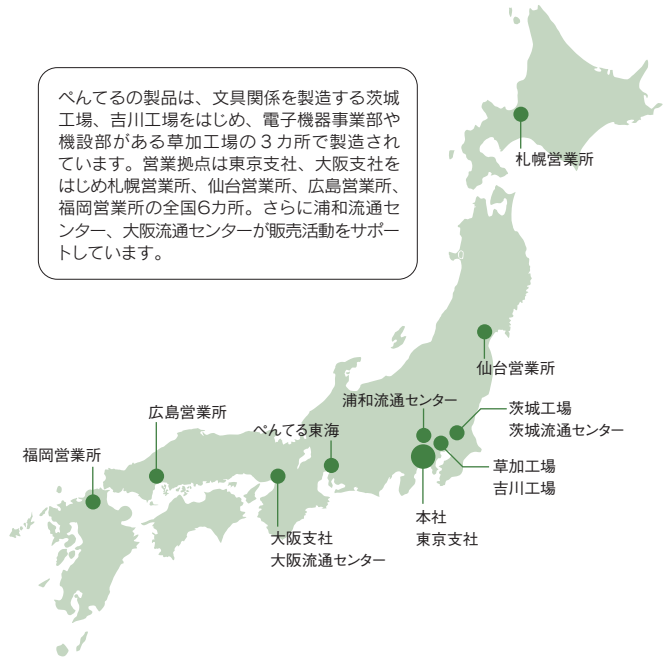 ぺんてるの製品は、文具関係を製造する茨城
工場、吉川工場をはじめ、電子機器事業部や
機設部がある草加工場の3カ所で製造され
ています。営業拠点は東京支社、大阪支社を
はじめ札幌営業所、仙台営業所、広島営業所、
福岡営業所の全国6カ所。さらに浦和流通セ
ンター、大阪流通センターが販売活動をサポー
トしています。
札幌営業所
仙台営業所
浦和流通センター
茨城工場
茨城流通センター
広島営業所
ぺんてる東海
福岡営業所
草加工場
吉川工場
本社
東京支社
大阪支社
大阪流通センター